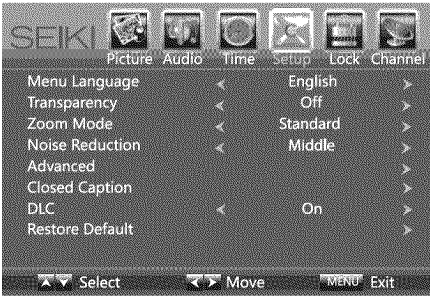 SEIKI
Picture Audio Time Setup Lock Channel
Menu Language English
Transparency Off
Zoom Mode Standard
Noise Reduction Middle
Advanced
Closed Caption
DLC On
Restore Default
Select Move MENU Exit